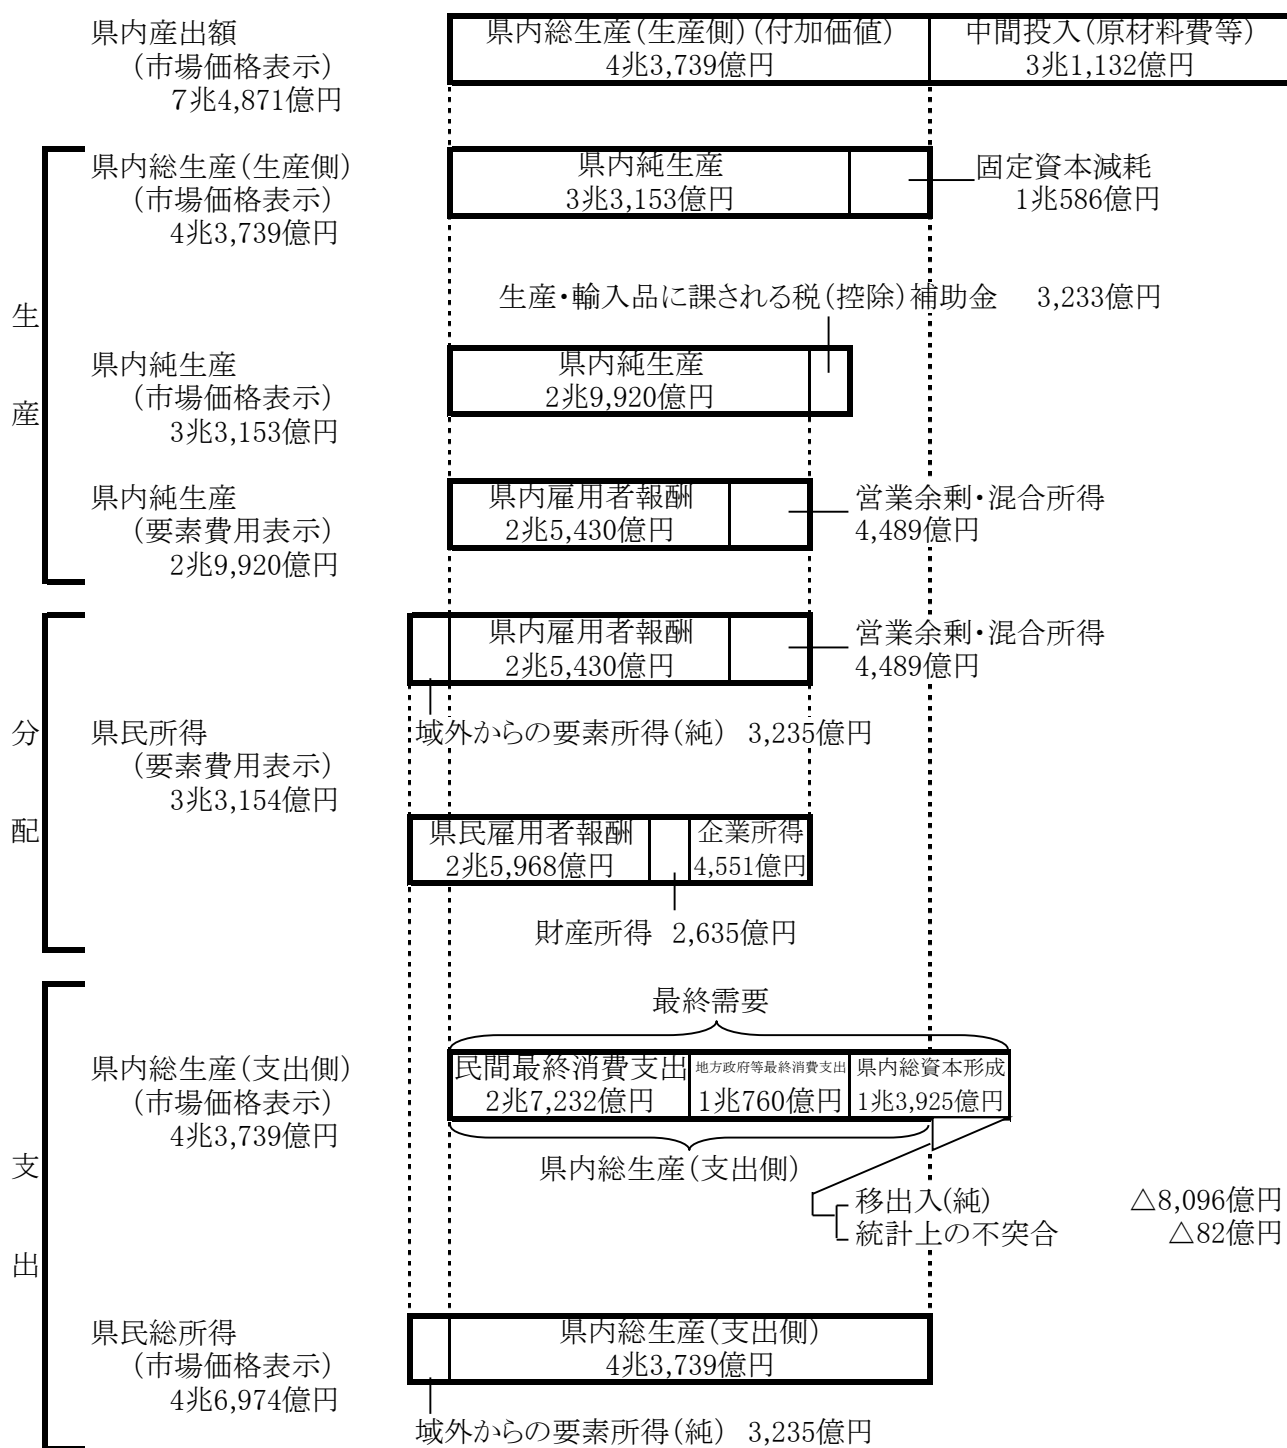 県内産出額
(市場価格表示)
7兆4,871億円
県内総生産(生産側)(付加価値)
4兆3,739億円
中間投入(原材料費等)
3兆1,132億円
生産
県内総生産(生産側)
(市場価格表示)
4兆3,739億円
県内純生産
3兆3,153億円
固定資本減耗
1兆586億円
生産・輸入品に課される税(控除)補助金 3,233億円
県内純生産
(市場価格表示)
3兆3,153億円
県内純生産
2兆9,920億円
県内純生産
(要素費用表示)
2兆9,920億円
県内雇用者報酬
2兆5,430億円
営業余剰・混合所得
4,489億円
分配
県内雇用者報酬
2兆5,430億円
営業余剰・混合所得
4,489億円
域外からの要素所得(純) 3,235億円
県民所得
(要素費用表示)
3兆3,154億円
県民雇用者報酬
2兆5,968億円
企業所得
4,551億円
財産所得 2,635億円
支出
最終需要
県内総生産(支出側)
(市場価格表示)
4兆3,739億円
民間最終消費支出
2兆7,232億円
地方政府等最終消費支出
1兆760億円
県内総資本形成
1兆3,925億円
県内総生産(支出側)
移出入(純) △8,096億円
統計上の不突合 △82億円
県民総所得
(市場価格表示)
4兆6,974億円
県内総生産(支出側)
4兆3,739億円
域外からの要素所得(純) 3,235億円